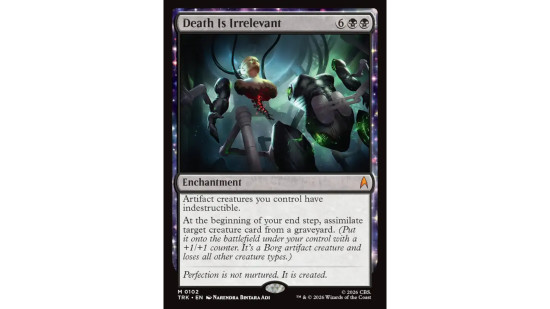 Death Is Irrelevant 6
Enchantment
Artifact creatures you control have
indestructible.
At the beginning of your end step, assimilate
target creature card from a graveyard. (Put
it onto the battlefield under your control with a
+1/+1 counter. It's a Borg artifact creature and
loses all other creature types.)
Perfection is not nurtured. It is created.
M 0102 © 2026 CBS.
TRK • EN Narendra Bintara Adi ™ & © 2026 Wizards of the Coast